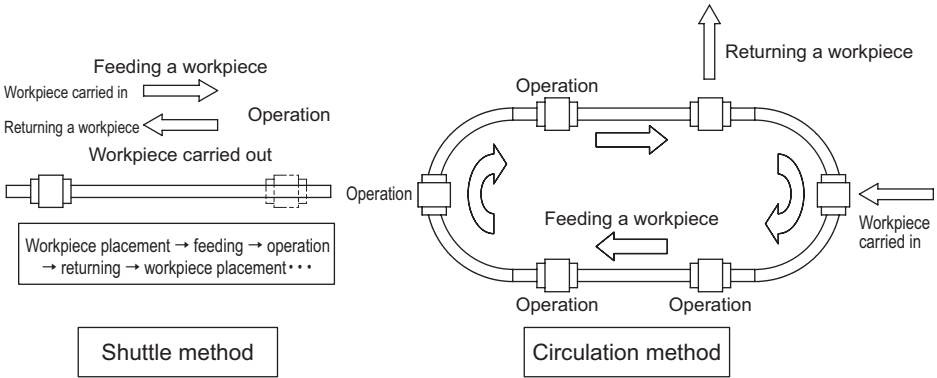 Feeding a workpiece
Workpiece carried in
Operation
Returning a workpiece
Workpiece carried out
Workpiece placement → feeding → operation
→ returning → workpiece placement···
Shuttle method
Returning a workpiece
Operation
Operation
Feeding a workpiece
Workpiece
carried in
Operation
Operation
Circulation method